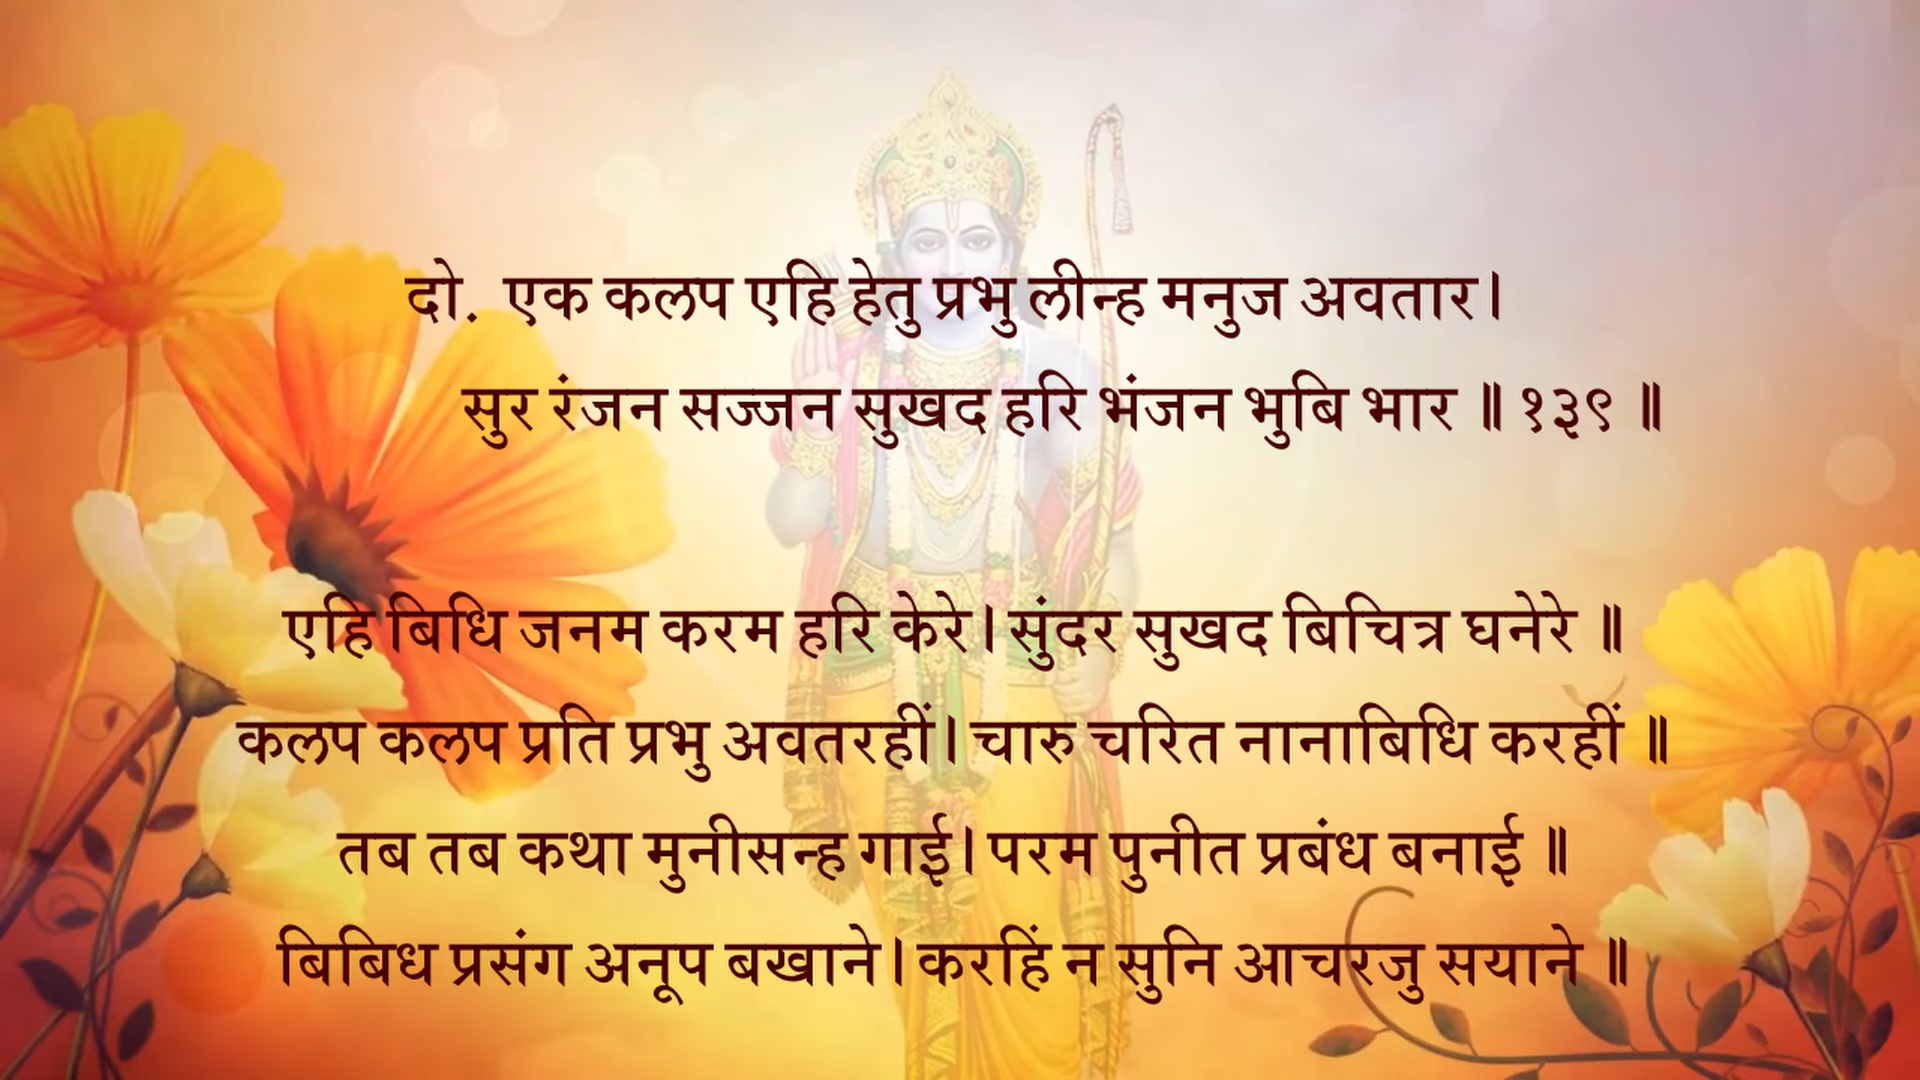 दो. एक कलप एहि हेतु प्रभु लीन्ह मनुज अवतार।
सुर रंजन सज्जन सुखद हरि भंजन भुबि भार ॥ १३९ ॥
एहि बिधि जनम करम हरि केरे। सुंदर सुखद बिचित्र घनेरे ॥
कलप कलप प्रति प्रभु अवतरहीं। चारु चरित नानाबिधि करहीं ॥
तब तब कथा मुनीसन्ह गाई। परम पुनीत प्रबंध बनाई ॥
बिबिध प्रसंग अनूप बखाने। करहिं न सुनि आचरजु सयाने ॥